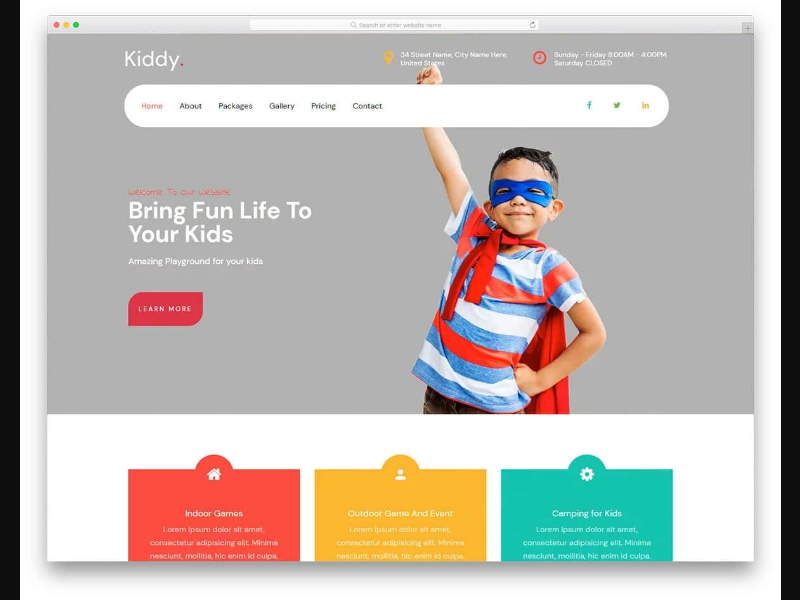 Search or enter website name
Kiddy.
34 Street Name, City Name Here,
United States
Sunday - Friday 8:00AM - 4:00PM
Saturday CLOSED
Home About Packages Gallery Pricing Contact
Welcome To Our Website
Bring Fun Life To
Your Kids
Amazing Playground for your kids
LEARN MORE
Indoor Games
Lorem ipsum dolor sit amet,
consectetur adipisicing elit. Minima
nesciunt, mollitia, hic enim id culpa.
Outdoor Game And Event
Lorem ipsum dolor sit amet,
consectetur adipisicing elit. Minima
nesciunt, mollitia, hic enim id culpa.
Camping for Kids
Lorem ipsum dolor sit amet,
consectetur adipisicing elit. Minima
nesciunt, mollitia, hic enim id culpa.